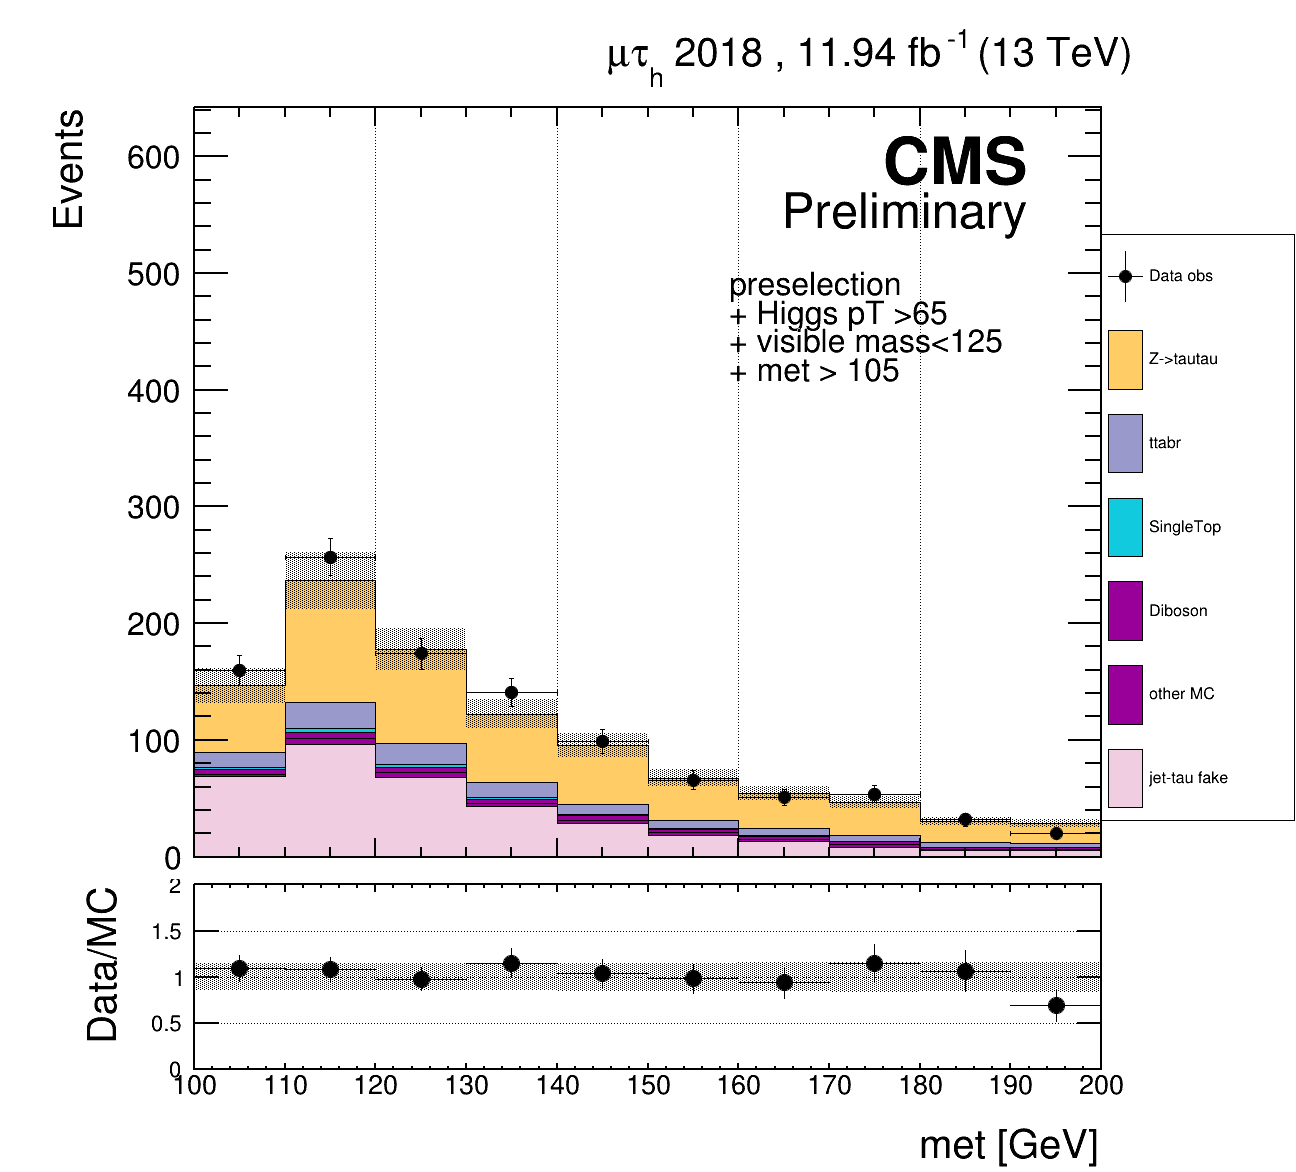 μτh 2018 , 11.94 fb-1 (13 TeV)
Events
600
500
400
300
200
100
0
CMS
Preliminary
preselection
+ Higgs pT >65
+ visible mass<125
+ met > 105
Data obs
Z->tautau
ttabr
SingleTop
Diboson
other MC
jet-tau fake
Data/MC
2
1.5
1
0.5
0
100 110 120 130 140 150 160 170 180 190 200
met [GeV]